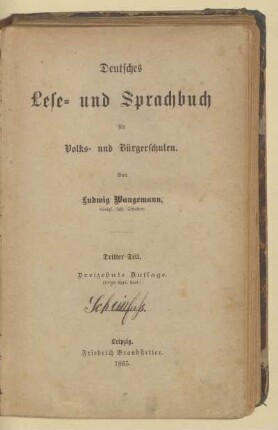 Deutsches
Lese- und Sprachbuch
für
Volks- und Bürgerschulen.
Von
Ludwig Wangemann,
Dritter Teil.
Dreizehnte Auflage.
Leipzig.
Friedrich Brandstetter.
1885.